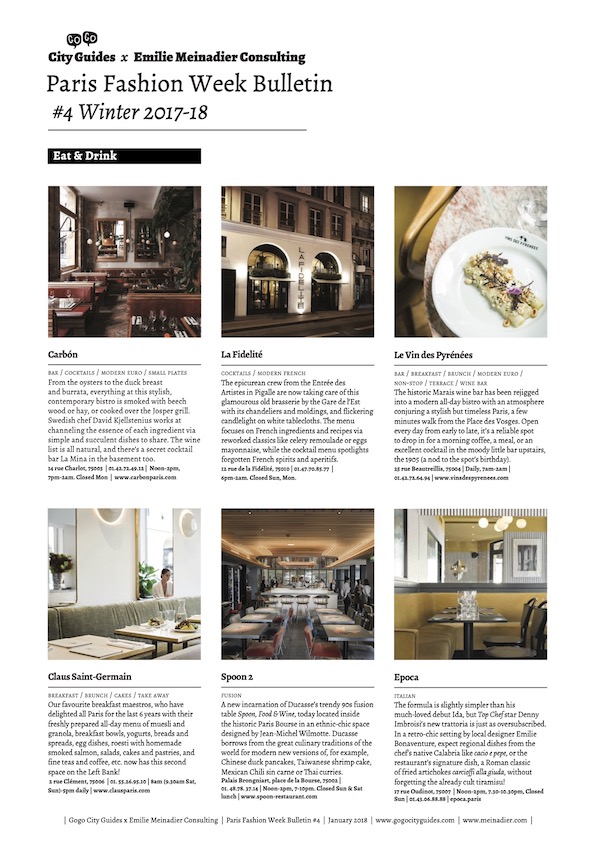 GO GO
City Guides x Emilie Meinadier Consulting
Paris Fashion Week Bulletin
#4 Winter 2017-18
Eat & Drink
Carbón
BAR / COCKTAILS / MODERN EURO / SMALL PLATES
From the oysters to the duck breast
and burrata, everything at this stylish,
contemporary bistro is smoked with beech
wood or hay, or cooked over the Josper grill.
Swedish chef David Kjellstenius works at
channeling the essence of each ingredient via
simple and succulent dishes to share. The wine
list is all natural, and there's a secret cocktail
bar La Mina in the basement too.
14 rue Charlot, 75003 | 01.42.72.49.12 | Noon-2pm,
7pm-2am. Closed Mon | www.carbonparis.com
LA FIDELITÉ
La Fidelité
COCKTAILS / MODERN FRENCH
The epicurean crew from the Entrée des
Artistes in Pigalle are now taking care of this
glamourous old brasserie by the Gare de l'Est
with its chandeliers and moldings, and flickering
candlelight on white tablecloths. The menu
focuses on French ingredients and recipes via
reworked classics like celery remoulade or eggs
mayonnaise, while the cocktail menu spotlights
forgotten French spirits and aperitifs.
12 rue de la Fidélité, 75010 | 01.47.70.85.77 |
6pm-2am. Closed Sun, Mon.
VINS DES PYRENEES
Le Vin des Pyrénées
BAR / BREAKFAST / BRUNCH / MODERN EURO /
NON-STOP / TERRACE / WINE BAR
The historic Marais wine bar has been rejigged
into a modern all-day bistro with an atmosphere
conjuring a stylish but timeless Paris, a few
minutes walk from the Place des Vosges. Open
every day from early to late, it's a reliable spot
to drop in for a morning coffee, a meal, or an
excellent cocktail in the moody little bar upstairs,
the 1905 (a nod to the spot's birthday).
25 rue Beautreillis, 75004 | Daily, 7am-2am |
01.42.72.64.94 | www.vinsdespyrenees.com
Claus Saint-Germain
BREAKFAST / BRUNCH / CAKES / TAKE AWAY
Our favourite breakfast maestros, who have
delighted all Paris for the last 6 years with their
freshly prepared all-day menu of muesli and
granola, breakfast bowls, yogurts, breads and
spreads, egg dishes, roesti with homemade
smoked salmon, salads, cakes and pastries, and
fine teas and coffee, etc. now has this second
space on the Left Bank!
2 rue Clément, 75006 | 01. 55.26.95.10 | 8am (9.30am Sat,
Sun)-5pm daily | www.clausparis.com
Spoon 2
FUSION
A new incarnation of Ducasse's trendy 90s fusion
table Spoon, Food & Wine, today located inside
the historic Paris Bourse in an ethnic-chic space
designed by Jean-Michel Wilmotte. Ducasse
borrows from the great culinary traditions of the
world for modern new versions of, for example,
Chinese duck pancakes, Taiwanese shrimp cake,
Mexican Chili sin carne or Thai curries.
Palais Brongniart, place de la Bourse, 75002 |
01. 48.78. 37.14 | Noon-2pm, 7-10pm. Closed Sun & Sat
lunch | www.spoon-restaurant.com
Epoca
ITALIAN
The formula is slightly simpler than his
much-loved debut Ida, but Top Chef star Denny
Imbroisi's new trattoria is just as oversubscribed.
In a retro-chic setting by local designer Emilie
Bonaventure, expect regional dishes from the
chef's native Calabria like cacio e pepe, or the
restaurant's signature dish, a Roman classic
of fried artichokes carcioffi alla giuda, without
forgetting the already cult tiramisu!
17 rue Oudinot, 75007 | Noon-2pm, 7.30-10.30pm, Closed
Sun | 01.43.06.88.88 | epoca.paris
| Gogo City Guides x Emilie Meinadier Consulting | Paris Fashion Week Bulletin #4 | January 2018 | www.gogocityguides.com | www.meinadier.com |